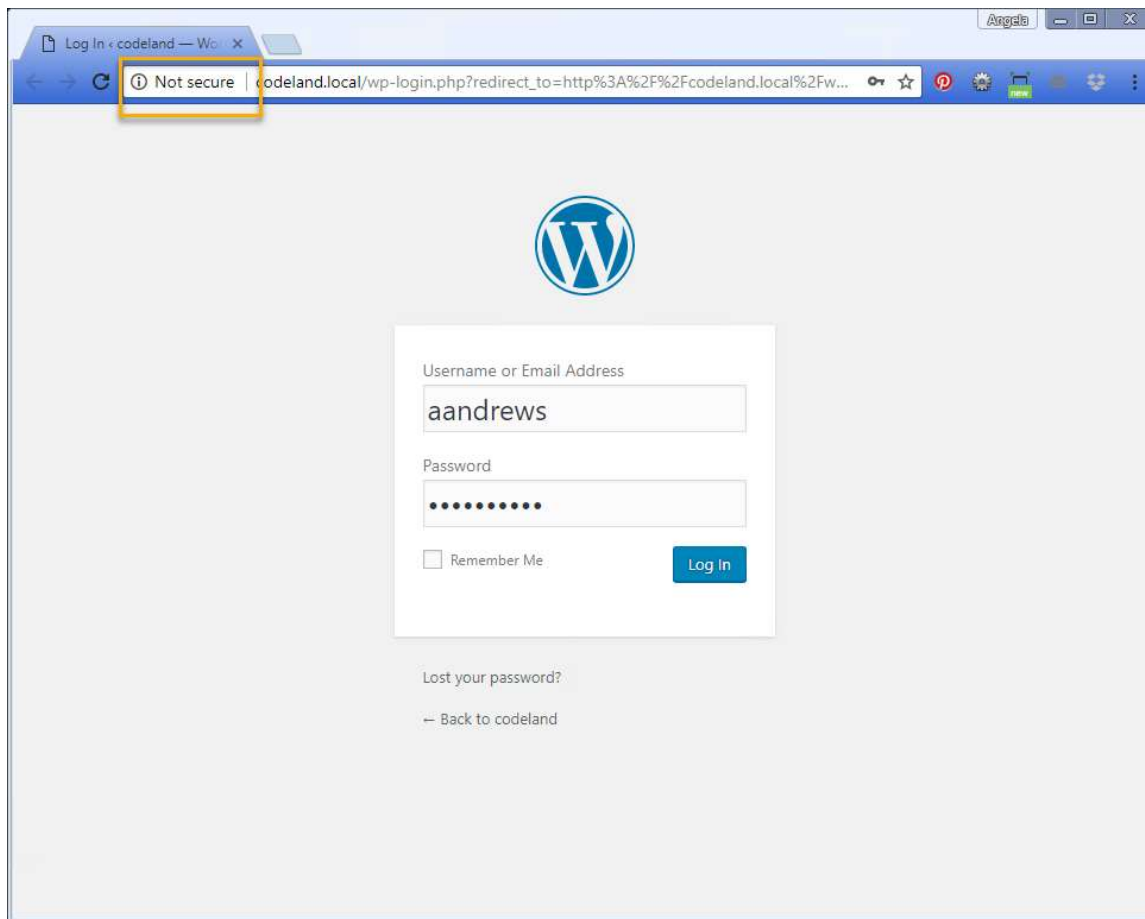 Angela
Log In ‹ codeland — Wo
Not secure codeland.local/wp-login.php?redirect_to=http%3A%2F%2Fcodeland.local%2Fw...
new
Username or Email Address
aandrews
Password
••••••••••
Remember Me
Log In
Lost your password?
← Back to codeland